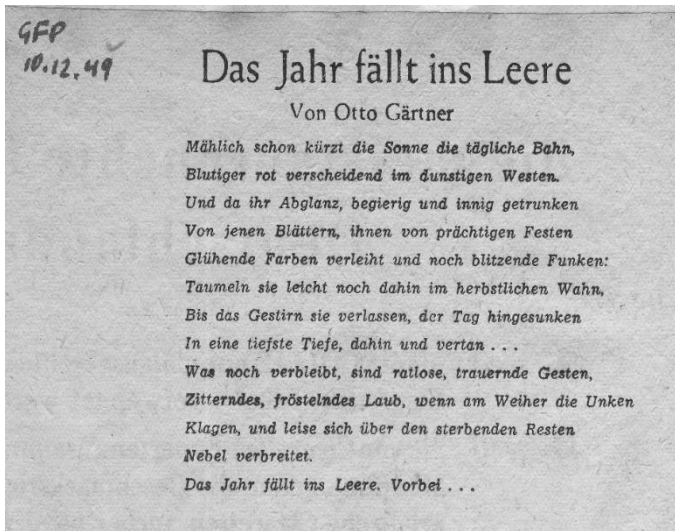 GFP
10.12.49
Das Jahr fällt ins Leere
Von Otto Gärtner
Mählich schon kürzt die Sonne die tägliche Bahn,
Blutiger rot verscheidend im dunstigen Westen.
Und da ihr Abglanz, begierig und innig getrunken
Von jenen Blättern, ihnen von prächtigen Festen
Glühende Farben verleiht und noch blitzende Funken:
Taumeln sie leicht noch dahin im herbstlichen Wahn,
Bis das Gestirn sie verlassen, der Tag hingesunken
In eine tiefste Tiefe, dahin und vertan . . .
Was noch verbleibt, sind ratlose, trauernde Gesten,
Zitterndes, fröstelndes Laub, wenn am Weiher die Unken
Klagen, und leise sich über den sterbenden Resten
Nebel verbreitet.
Das Jahr fällt ins Leere. Vorbei . . .